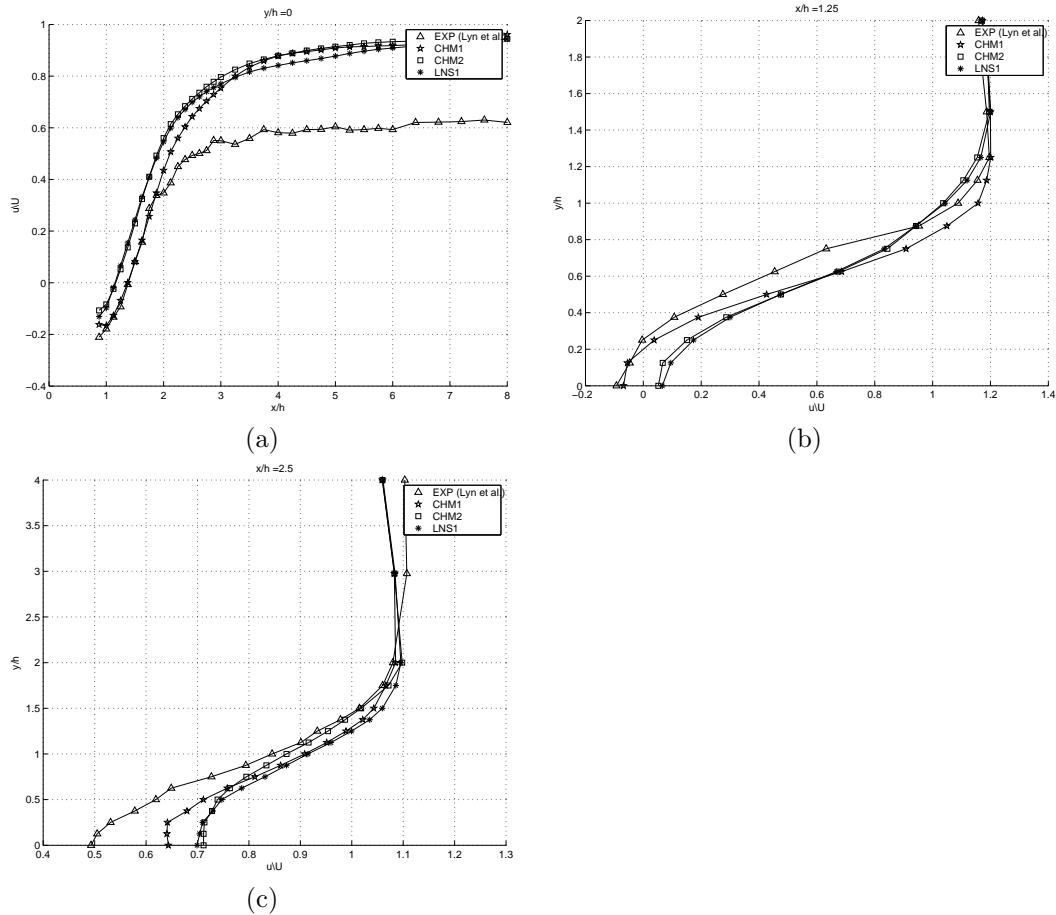 y/h =0
1
0.8
0.6
0.4
0.2
0
−0.2
−0.4
u\U
0 1 2 3 4 5 6 7 8
x/h
EXP (Lyn et al.)
CHM1
CHM2
LNS1
(a)
x/h =1.25
2
1.8
1.6
1.4
1.2
1
0.8
0.6
0.4
0.2
0
y/h
−0.2 0 0.2 0.4 0.6 0.8 1 1.2 1.4
u\U
EXP (Lyn et al.)
CHM1
CHM2
LNS1
(b)
x/h =2.5
4
3.5
3
2.5
2
1.5
1
0.5
0
y/h
0.4 0.5 0.6 0.7 0.8 0.9 1 1.1 1.2 1.3
u\U
EXP (Lyn et al.)
CHM1
CHM2
LNS1
(c)